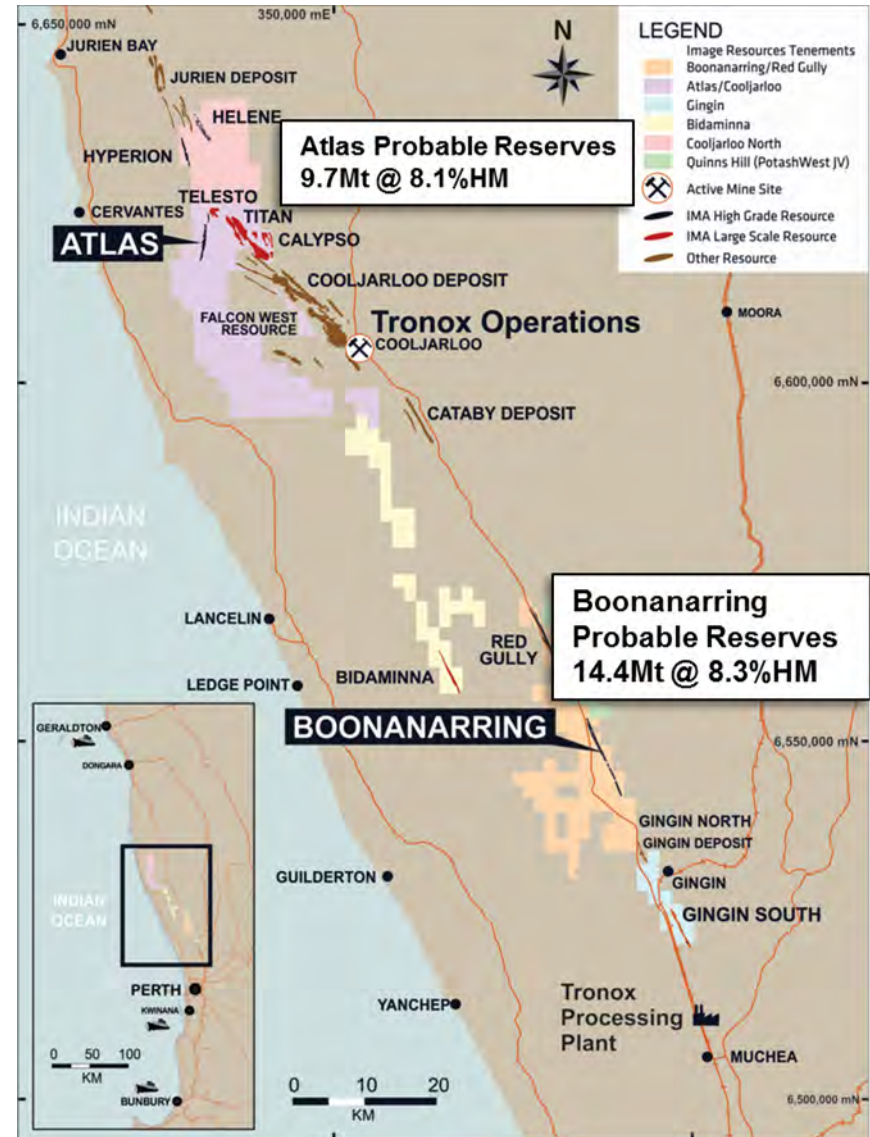 6,650,000 mN
350,000 mE
JURIEN BAY
JURIEN DEPOSIT
HELENE
HYPERION
N
LEGEND
Image Resources Tenements
Boonanarring/Red Gully
Atlas/Cooljarloo
Gingin
Bidaminna
Cooljarloo North
Quinns Hill (PotashWest JV)
Active Mine Site
IMA High Grade Resource
IMA Large Scale Resource
Other Resource
Atlas Probable Reserves
9.7Mt @ 8.1%HM
TELESTO
CERVANTES
TITAN
ATLAS
CALYPSO
COOLJARLOO DEPOSIT
FALCON WEST
RESOURCE
Tronox Operations
COOLJARLOO
MOORA
6,600,000 mN
CATABY DEPOSIT
INDIAN
OCEAN
LANCELIN
RED
GULLY
BIDAMINNA
LEDGE POINT
Boonanarring
Probable Reserves
14.4Mt @ 8.3%HM
BOONANARRING
6,550,000 mN
GINGIN NORTH
GINGIN DEPOSIT
GINGIN
GUILDERTON
GINGIN SOUTH
YANCHEP
Tronox
Processing
Plant
MUCHEA
6,500,000 mN
0 10 20
KM
GERALDTON
DONGARA
INDIAN
OCEAN
PERTH
KWINANA
0 50 100
KM
BUNBURY